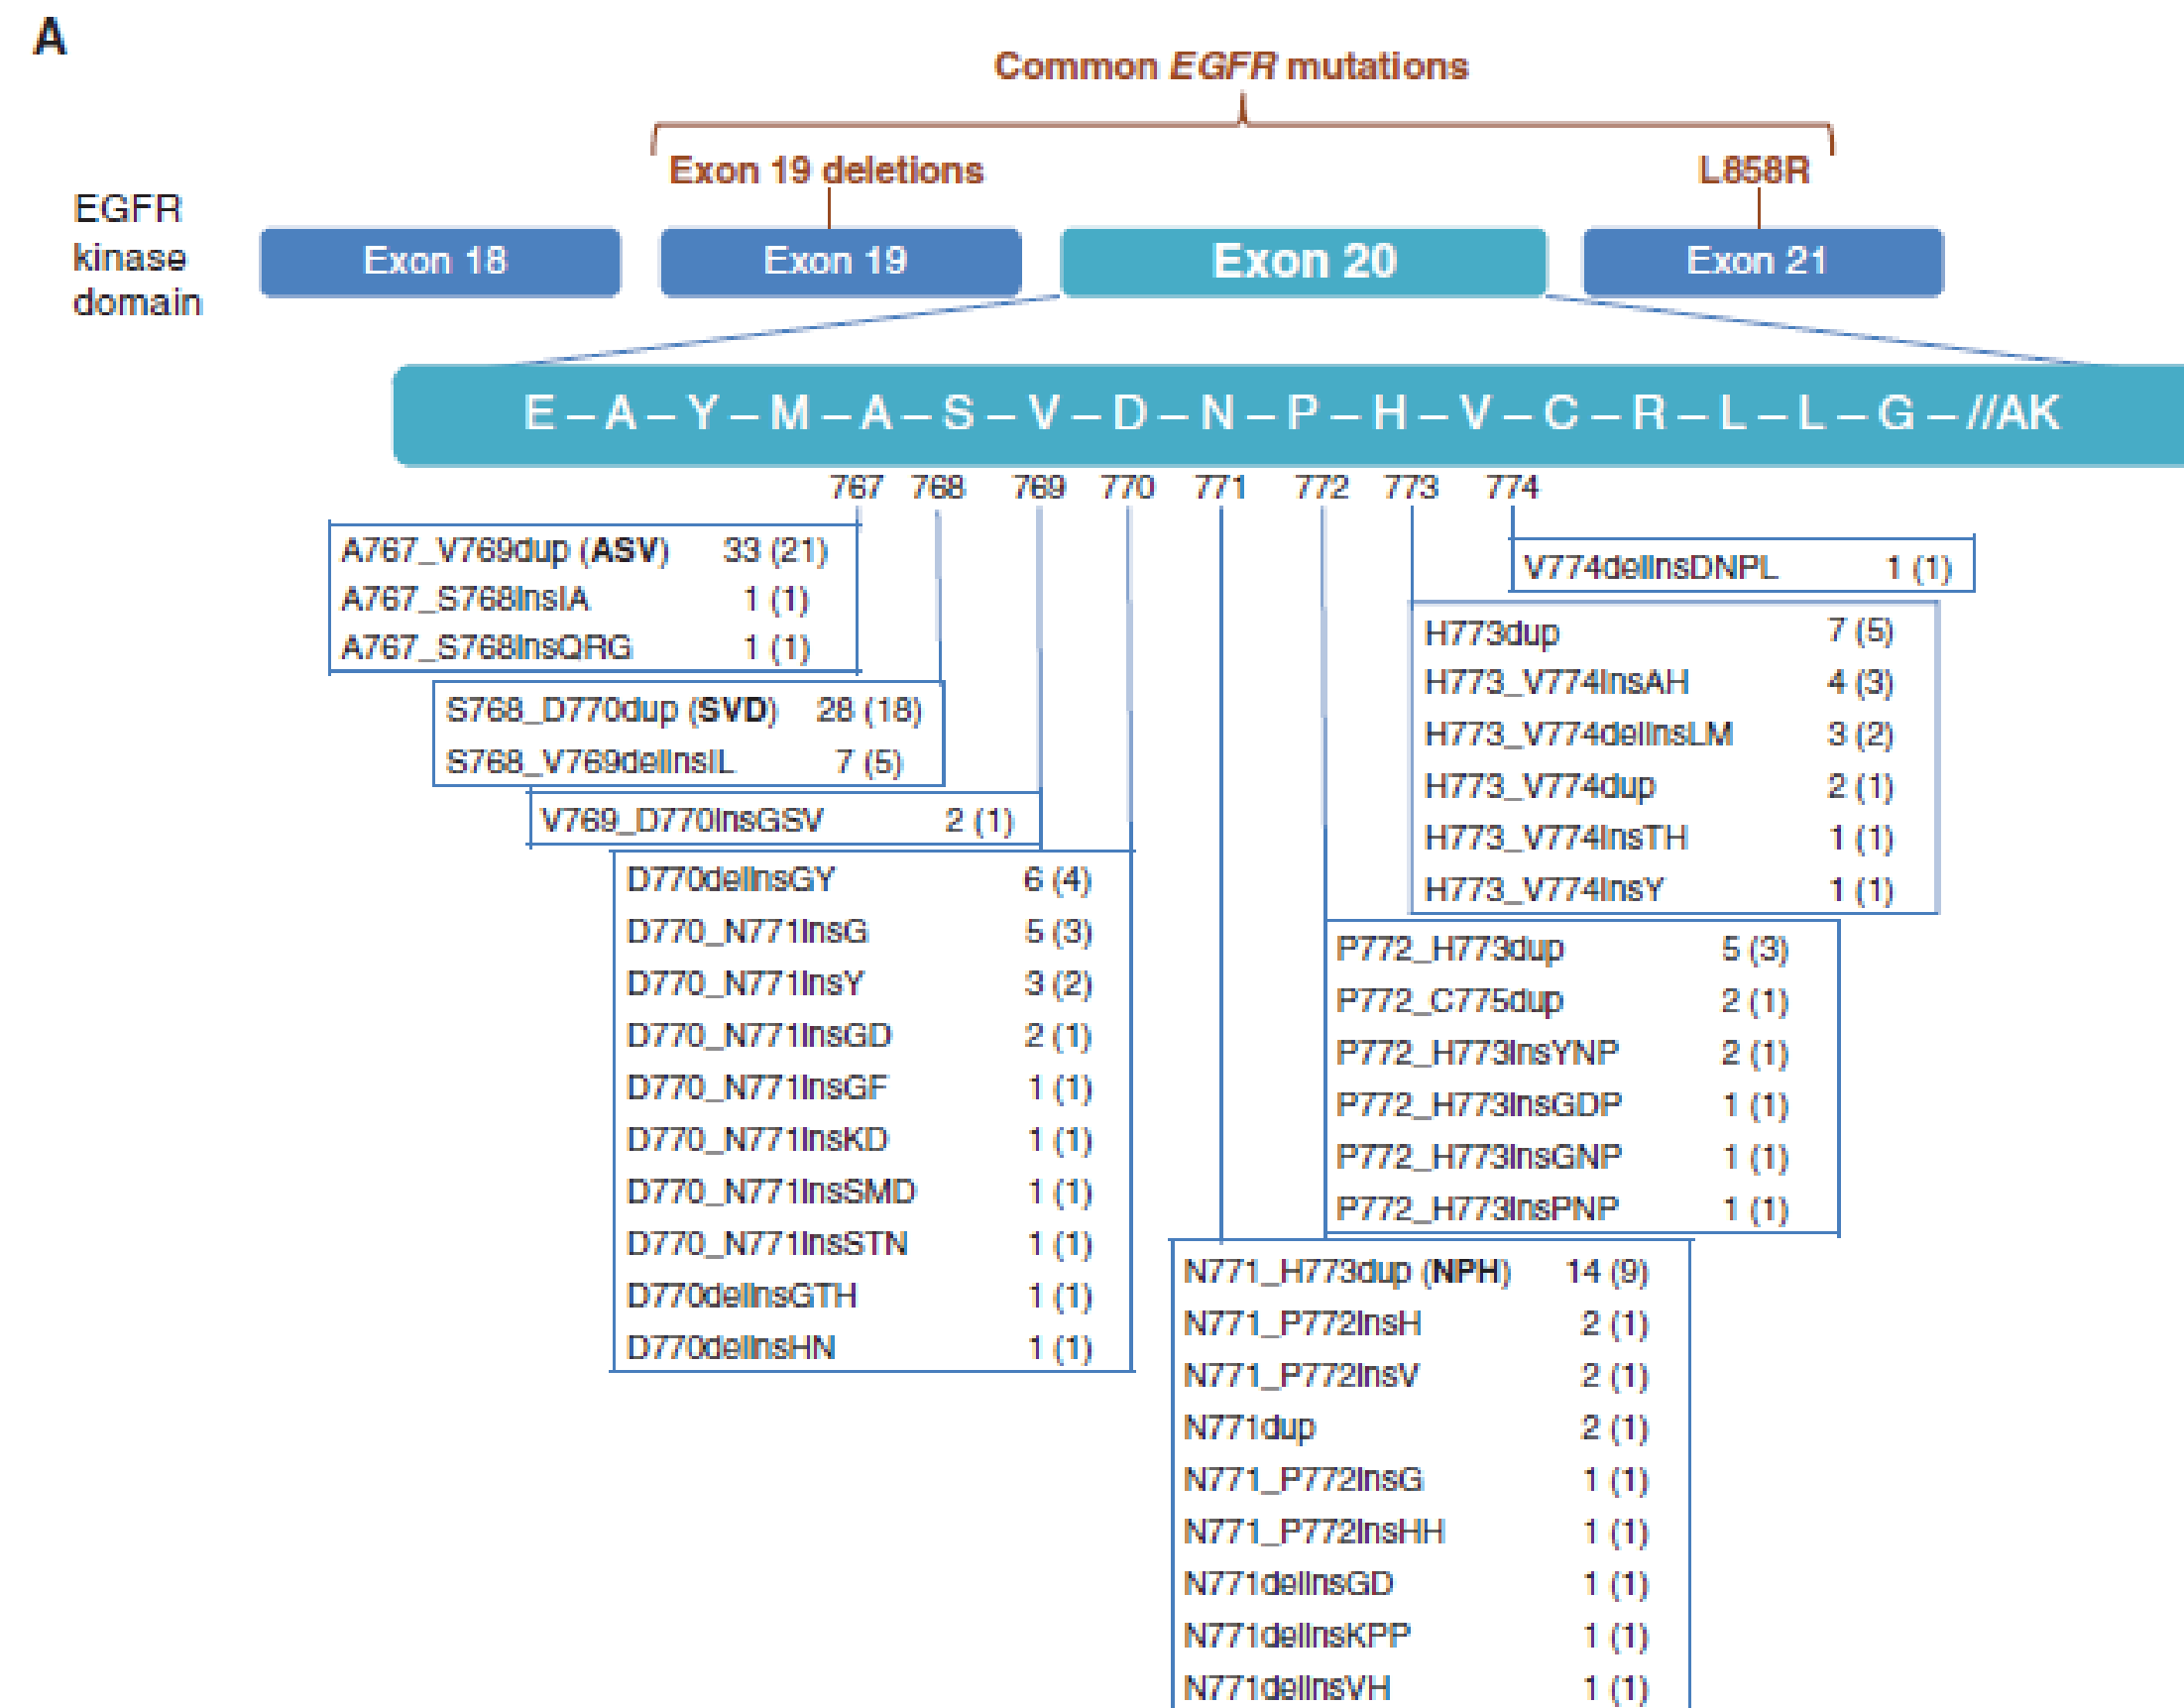 A
Common EGFR mutations
Exon 19 deletions
L858R
EGFR
kinase
domain
Exon 18
Exon 19
Exon 20
Exon 21
E – A – Y – M – A – S – V – D – N – P – H – V – C – R – L – L – G – //AK
767 768 769 770 771 772 773 774
A767_V769dup (ASV) 33 (21)
A767_S768insIA 1 (1)
A767_S768insQRG 1 (1)
S768_D770dup (SVD) 28 (18)
S768_V769delinsIL 7 (5)
V769_D770insGSV 2 (1)
D770delinsGY 6 (4)
D770_N771insG 5 (3)
D770_N771insY 3 (2)
D770_N771insGD 2 (1)
D770_N771insGF 1 (1)
D770_N771insKD 1 (1)
D770_N771insSMD 1 (1)
D770_N771insSTN 1 (1)
D770delinsGTH 1 (1)
D770delinsHN 1 (1)
V774delinsDNPL 1 (1)
H773dup 7 (5)
H773_V774insAH 4 (3)
H773_V774delinsLM 3 (2)
H773_V774dup 2 (1)
H773_V774insTH 1 (1)
H773_V774insY 1 (1)
P772_H773dup 5 (3)
P772_C775dup 2 (1)
P772_H773insYNP 2 (1)
P772_H773insGDP 1 (1)
P772_H773insGNP 1 (1)
P772_H773insPNP 1 (1)
N771_H773dup (NPH) 14 (9)
N771_P772insH 2 (1)
N771_P772insV 2 (1)
N771dup 2 (1)
N771_P772insG 1 (1)
N771_P772insHH 1 (1)
N771delinsGD 1 (1)
N771delinsKPP 1 (1)
N771delinsVH 1 (1)